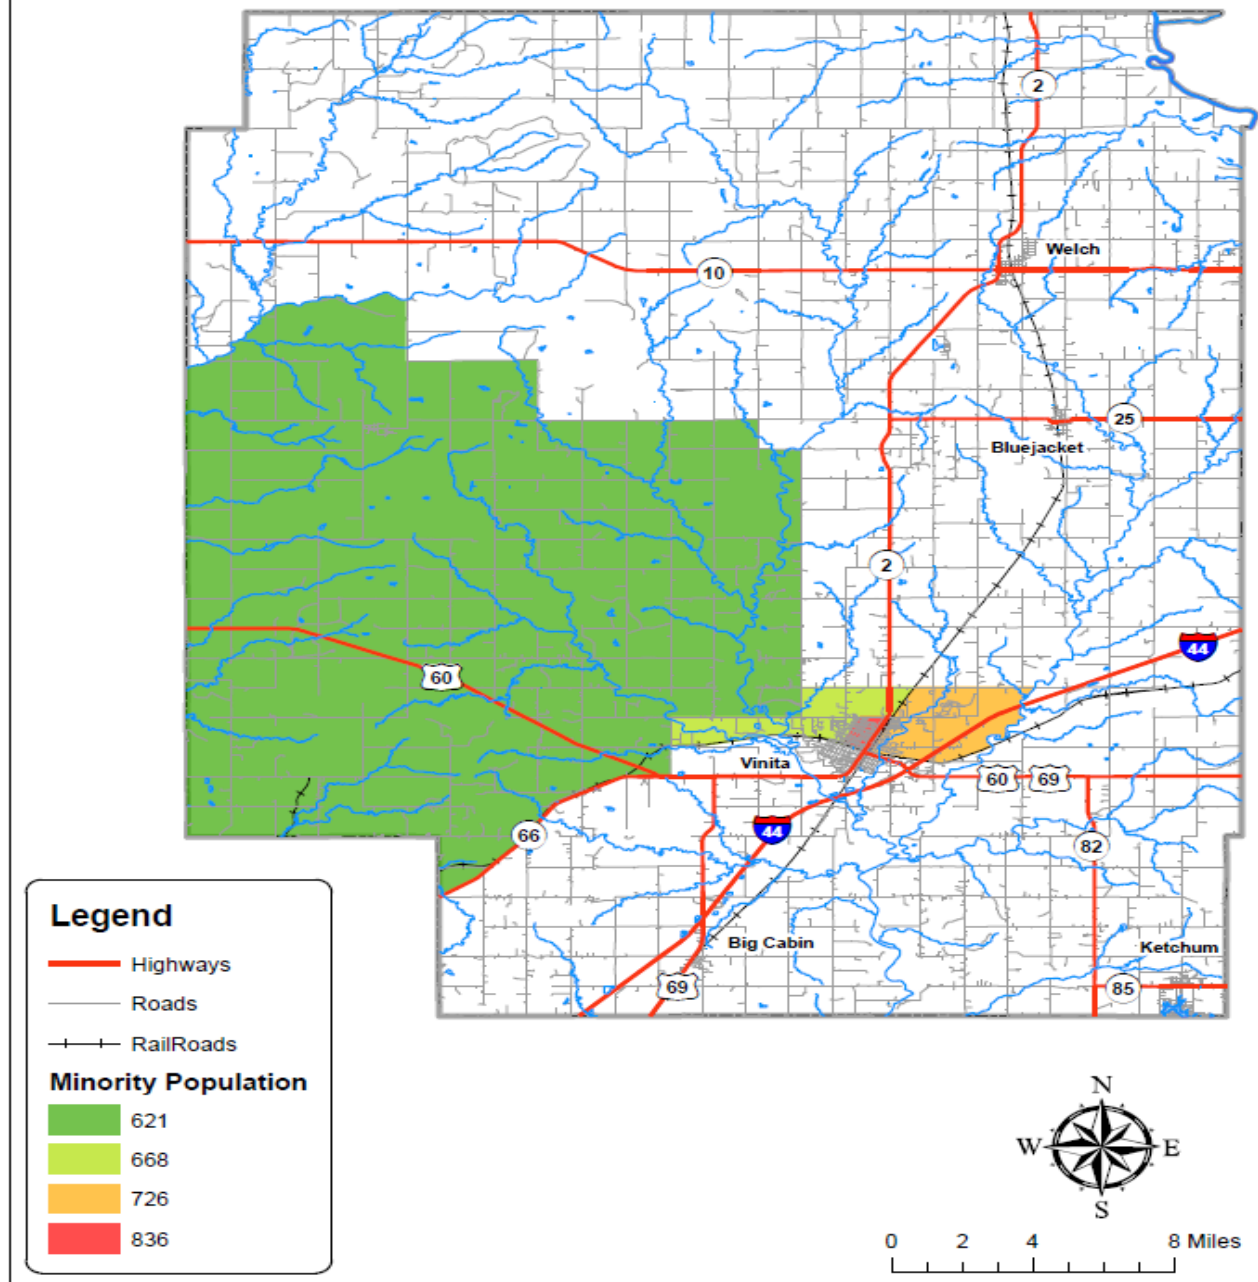 2
Welch
10
25
Bluejacket
2
44
60
Vinita
60 69
66
44
82
Big Cabin
Ketchum
69
85
Legend
Highways
Roads
RailRoads
Minority Population
621
668
726
836
N
W E
S
0 2 4 8 Miles